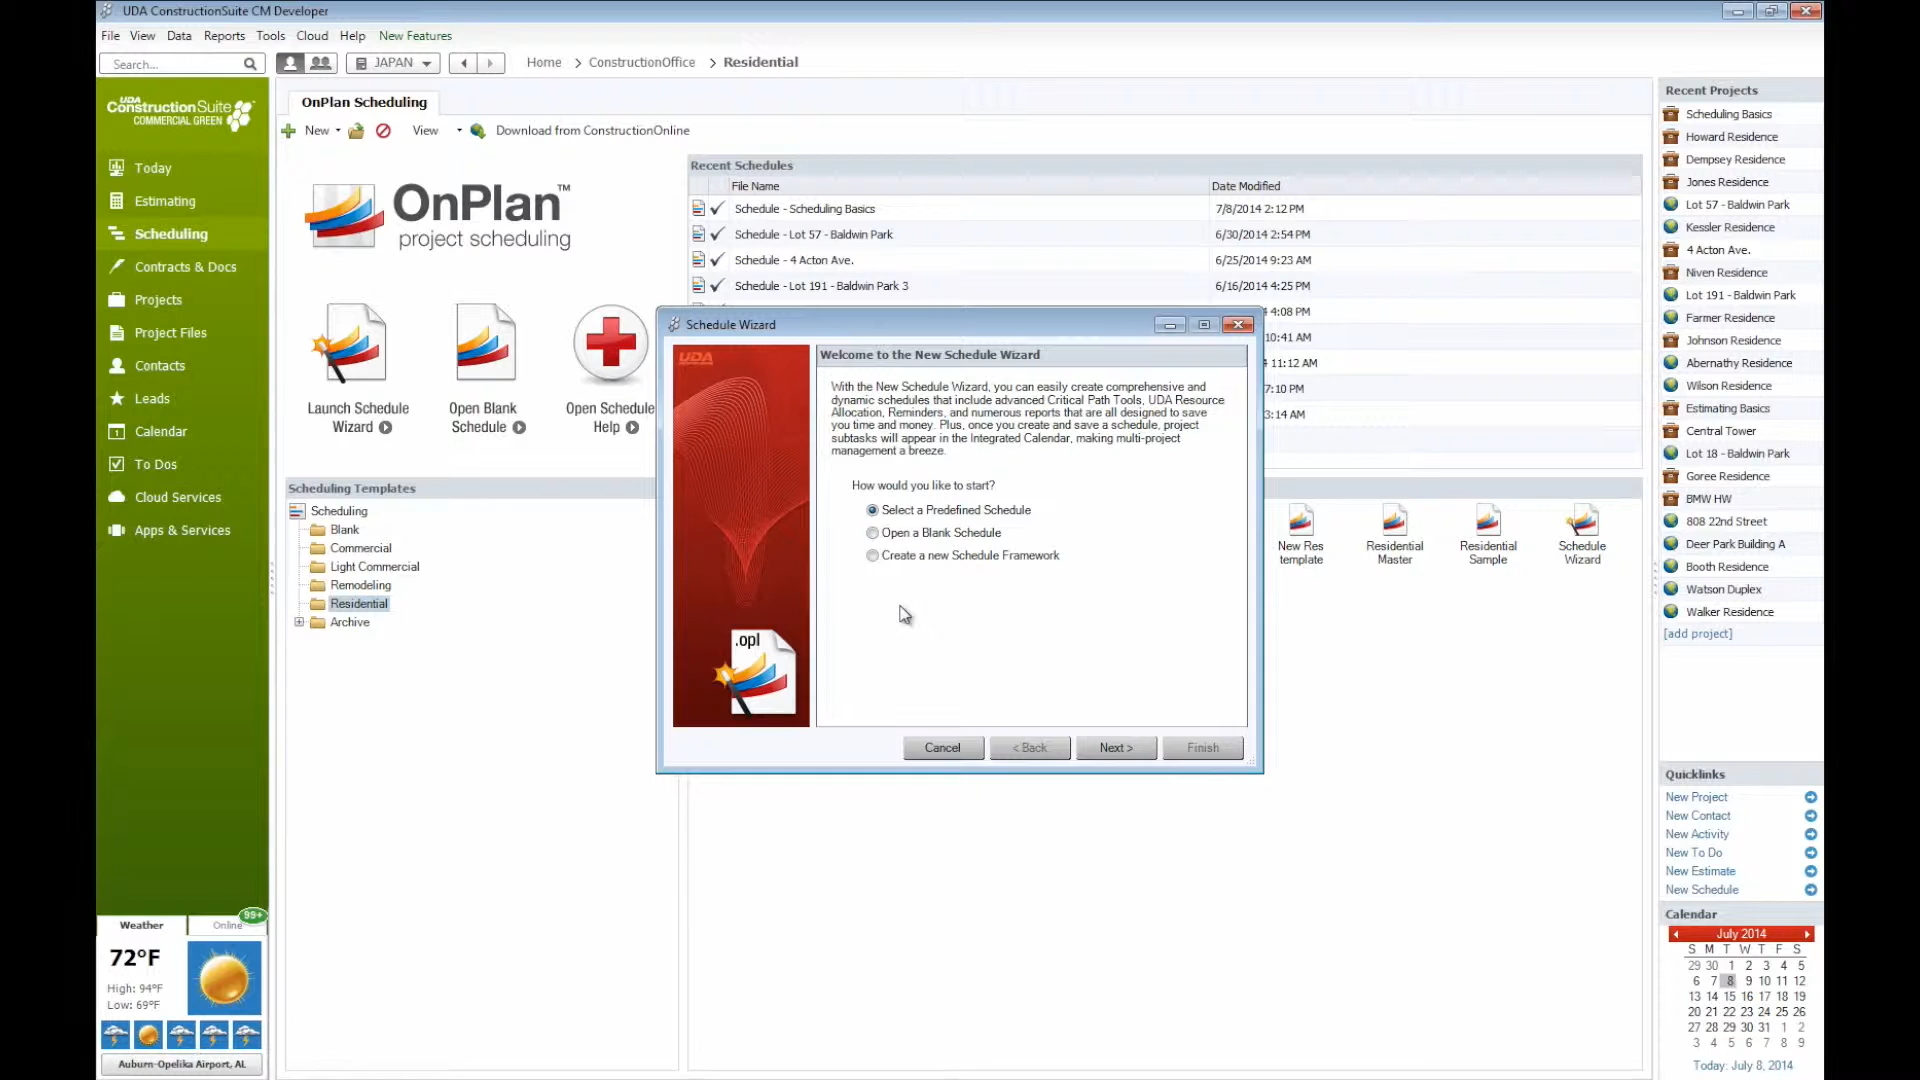 UDA ConstructionSuite CM Developer
File View Data Reports Tools Cloud Help New Features
Search...
JAPAN
Home > ConstructionOffice > Residential
UDA
ConstructionSuite
COMMERCIAL GREEN
Today
Estimating
Scheduling
Contracts & Docs
Projects
Project Files
Contacts
Leads
Calendar
To Dos
Cloud Services
Apps & Services
Weather
Online
99+
72°F
High: 94°F
Low: 69°F
Auburn-Opelika Airport, AL
OnPlan Scheduling
New
View
Download from ConstructionOnline
OnPlan™
project scheduling
Launch Schedule
Wizard
Open Blank
Schedule
Open Schedule
Help
Recent Schedules
File Name Date Modified
Schedule - Scheduling Basics 7/8/2014 2:12 PM
Schedule - Lot 57 - Baldwin Park 6/30/2014 2:54 PM
Schedule - 4 Acton Ave. 6/25/2014 9:23 AM
Schedule - Lot 191 - Baldwin Park 3 6/16/2014 4:25 PM
4:08 PM
10:41 AM
11:12 AM
7:10 PM
3:14 AM
Scheduling Templates
Scheduling
Blank
Commercial
Light Commercial
Remodeling
Residential
Archive
New Res
template
Residential
Master
Residential
Sample
Schedule
Wizard
Schedule Wizard
UDA
.opl
Welcome to the New Schedule Wizard
With the New Schedule Wizard, you can easily create comprehensive and
dynamic schedules that include advanced Critical Path Tools, UDA Resource
Allocation, Reminders, and numerous reports that are all designed to save
you time and money. Plus, once you create and save a schedule, project
subtasks will appear in the Integrated Calendar, making multi-project
management a breeze.
How would you like to start?
Select a Predefined Schedule
Open a Blank Schedule
Create a new Schedule Framework
Cancel
< Back
Next >
Finish
Recent Projects
Scheduling Basics
Howard Residence
Dempsey Residence
Jones Residence
Lot 57 - Baldwin Park
Kessler Residence
4 Acton Ave.
Niven Residence
Lot 191 - Baldwin Park
Farmer Residence
Johnson Residence
Abernathy Residence
Wilson Residence
Estimating Basics
Central Tower
Lot 18 - Baldwin Park
Goree Residence
BMW HW
808 22nd Street
Deer Park Building A
Booth Residence
Watson Duplex
Walker Residence
[add project]
Quicklinks
New Project
New Contact
New Activity
New To Do
New Estimate
New Schedule
Calendar
July 2014
S M T W T F S
29 30 1 2 3 4 5
6 7 8 9 10 11 12
13 14 15 16 17 18 19
20 21 22 23 24 25 26
27 28 29 30 31 1 2
3 4 5 6 7 8 9
Today: July 8, 2014